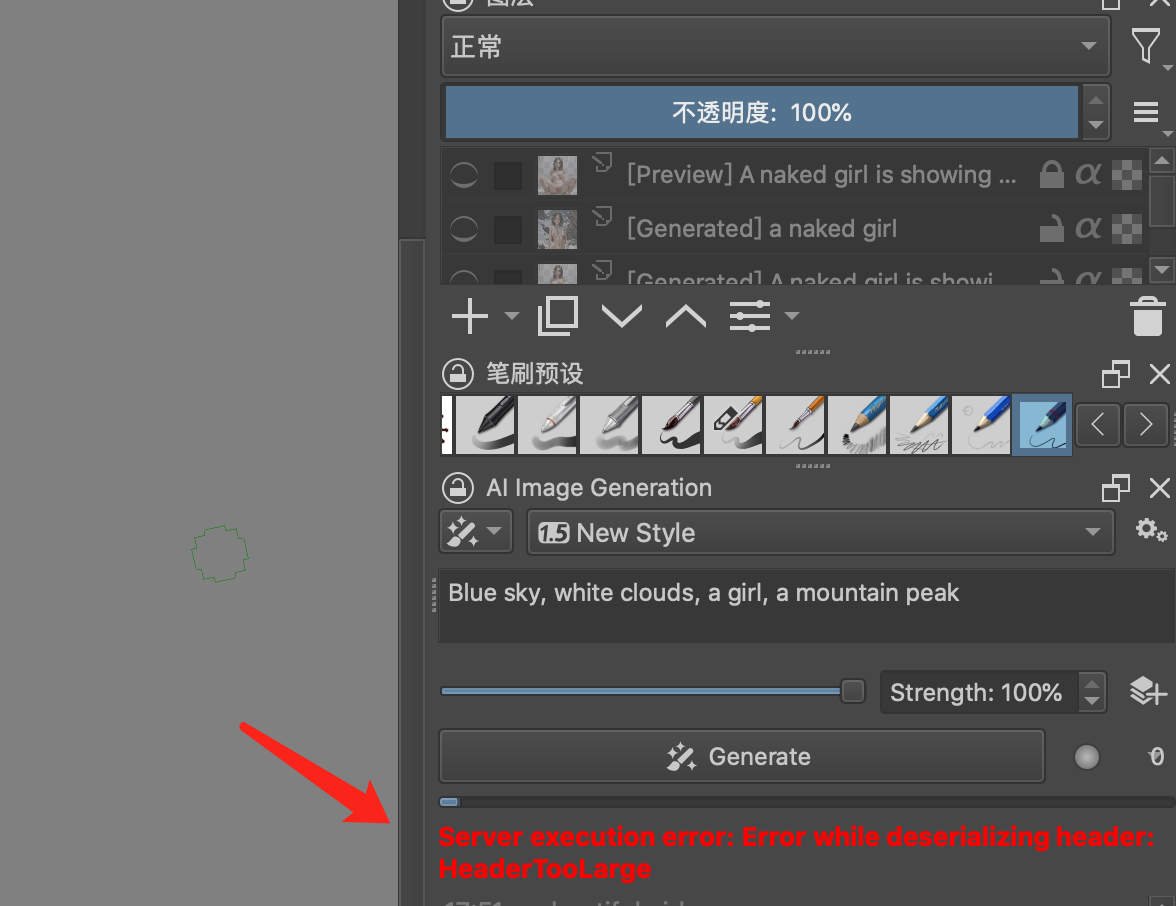 图层
正常
不透明度: 100%
[Preview] A naked girl is showing ...
[Generated] a naked girl
[Generated] A naked girl is showi
笔刷预设
AI Image Generation
1.5 New Style
Blue sky, white clouds, a girl, a mountain peak
Strength: 100%
Generate
0
Server execution error: Error while deserializing header:
HeaderTooLarge